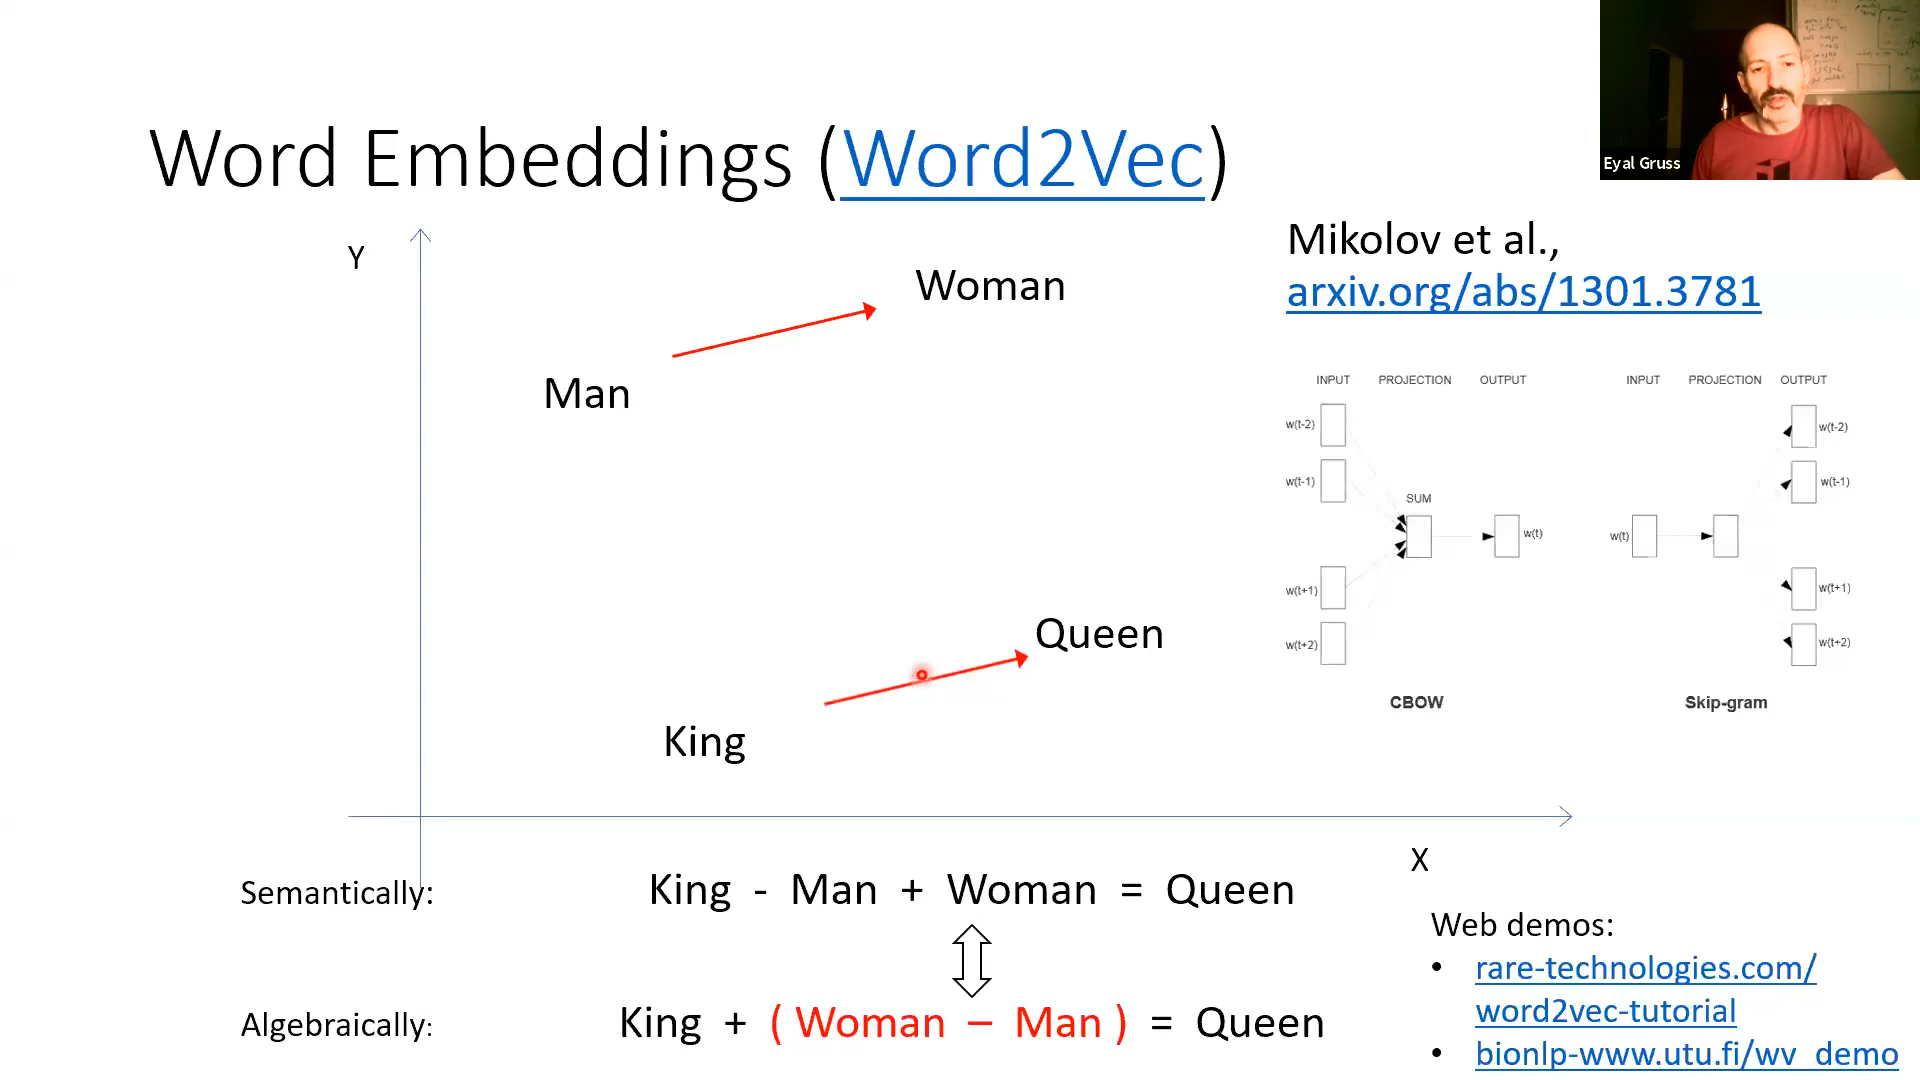 Eyal Gruss
Word Embeddings (Word2Vec)
Mikolov et al.,
arxiv.org/abs/1301.3781
Y
Woman
Man
Queen
King
X
INPUT PROJECTION OUTPUT
w(t-2)
w(t-1)
SUM
w(t)
w(t+1)
w(t+2)
CBOW
INPUT PROJECTION OUTPUT
w(t-2)
w(t-1)
w(t)
w(t+1)
w(t+2)
Skip-gram
Semantically: King - Man + Woman = Queen
Algebraically: King + ( Woman – Man ) = Queen
Web demos:
• rare-technologies.com/
word2vec-tutorial
• bionlp-www.utu.fi/wv_demo